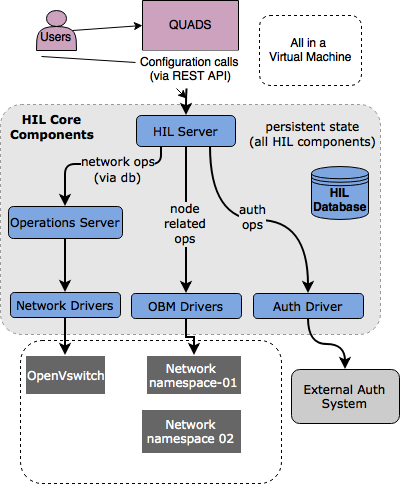 Users
QUADS
All in a
Virtual Machine
Configuration calls
(via REST API)
HIL Core
Components
HIL Server
persistent state
(all HIL components)
network ops
(via db)
HIL
Database
node
related
ops
auth
ops
Operations Server
Network Drivers
OBM Drivers
Auth Driver
OpenVswitch
Network
namespace-01
External Auth
System
Network
namespace 02